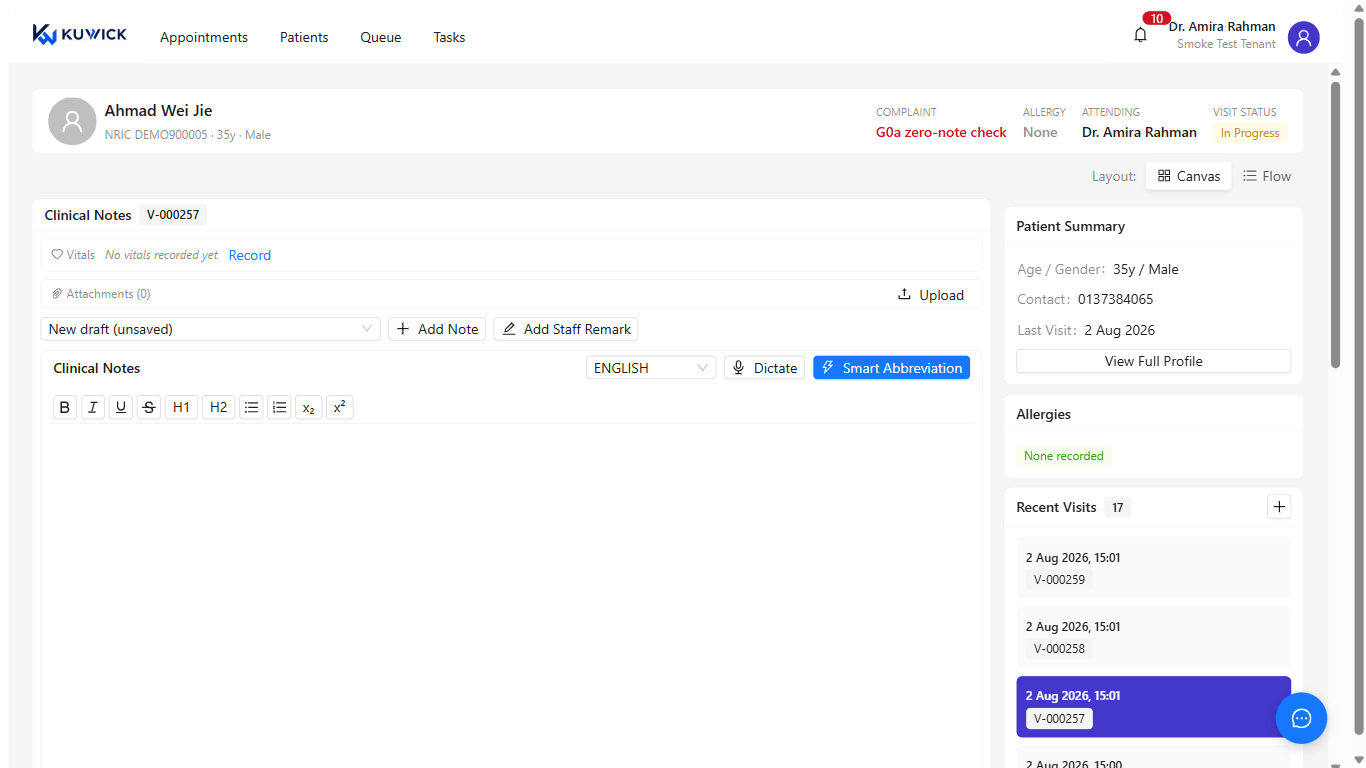 KUWICK
Appointments
Patients
Queue
Tasks
10
Dr. Amira Rahman
Smoke Test Tenant
Ahmad Wei Jie
NRIC DEMO900005 · 35y · Male
COMPLAINT
G0a zero-note check
ALLERGY
None
ATTENDING
Dr. Amira Rahman
VISIT STATUS
In Progress
Layout:
Canvas
Flow
Clinical Notes
V-000257
Vitals
No vitals recorded yet
Record
Attachments (0)
Upload
New draft (unsaved)
Add Note
Add Staff Remark
Clinical Notes
ENGLISH
Dictate
Smart Abbreviation
B
I
U
S
H1
H2
x₂
x²
Patient Summary
Age / Gender: 35y / Male
Contact: 0137384065
Last Visit: 2 Aug 2026
View Full Profile
Allergies
None recorded
Recent Visits
17
2 Aug 2026, 15:01
V-000259
2 Aug 2026, 15:01
V-000258
2 Aug 2026, 15:01
V-000257
2 Aug 2026, 15:00